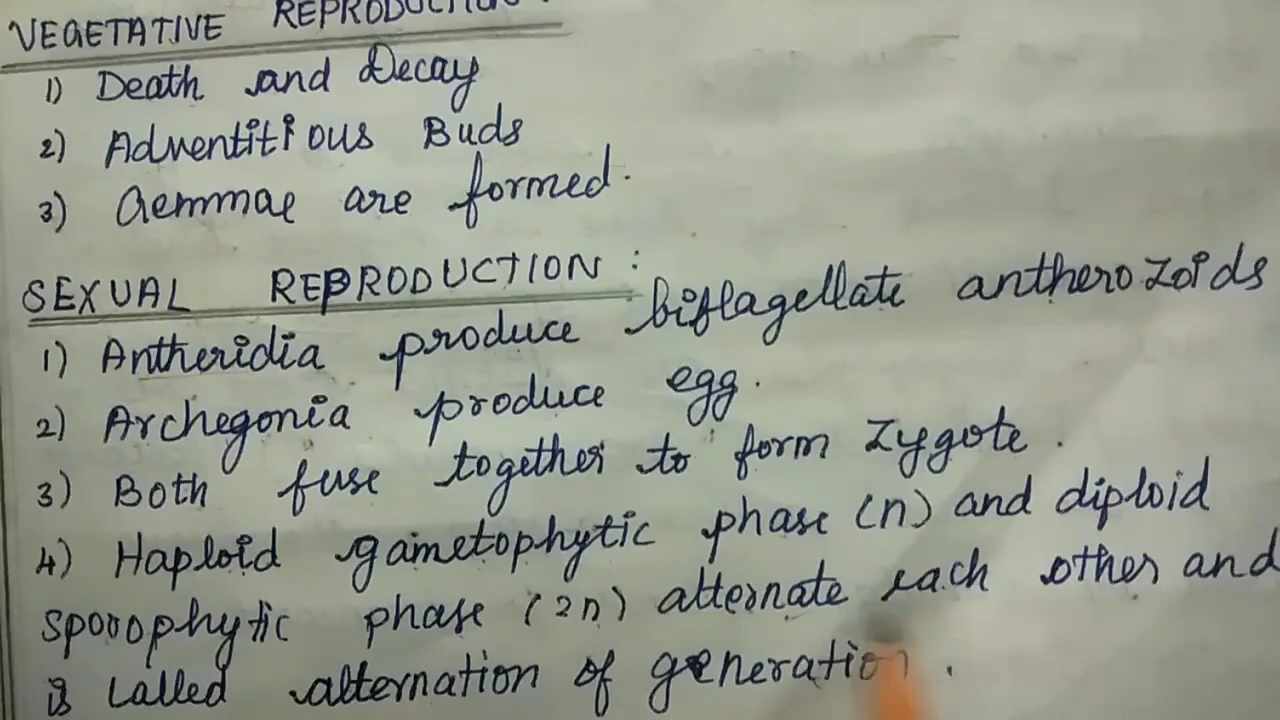 VEGETATIVE REPRODUCTION :
1) Death and Decay
2) Adventitious Buds
3) Gemmae are formed.
SEXUAL REPRODUCTION :
1) Antheridia produce biflagellate antherozoids
2) Archegonia produce egg.
3) Both fuse together to form Zygote.
4) Haploid gametophytic phase (n) and diploid
sporophytic phase (2n) alternate each other and
is called alternation of generation.